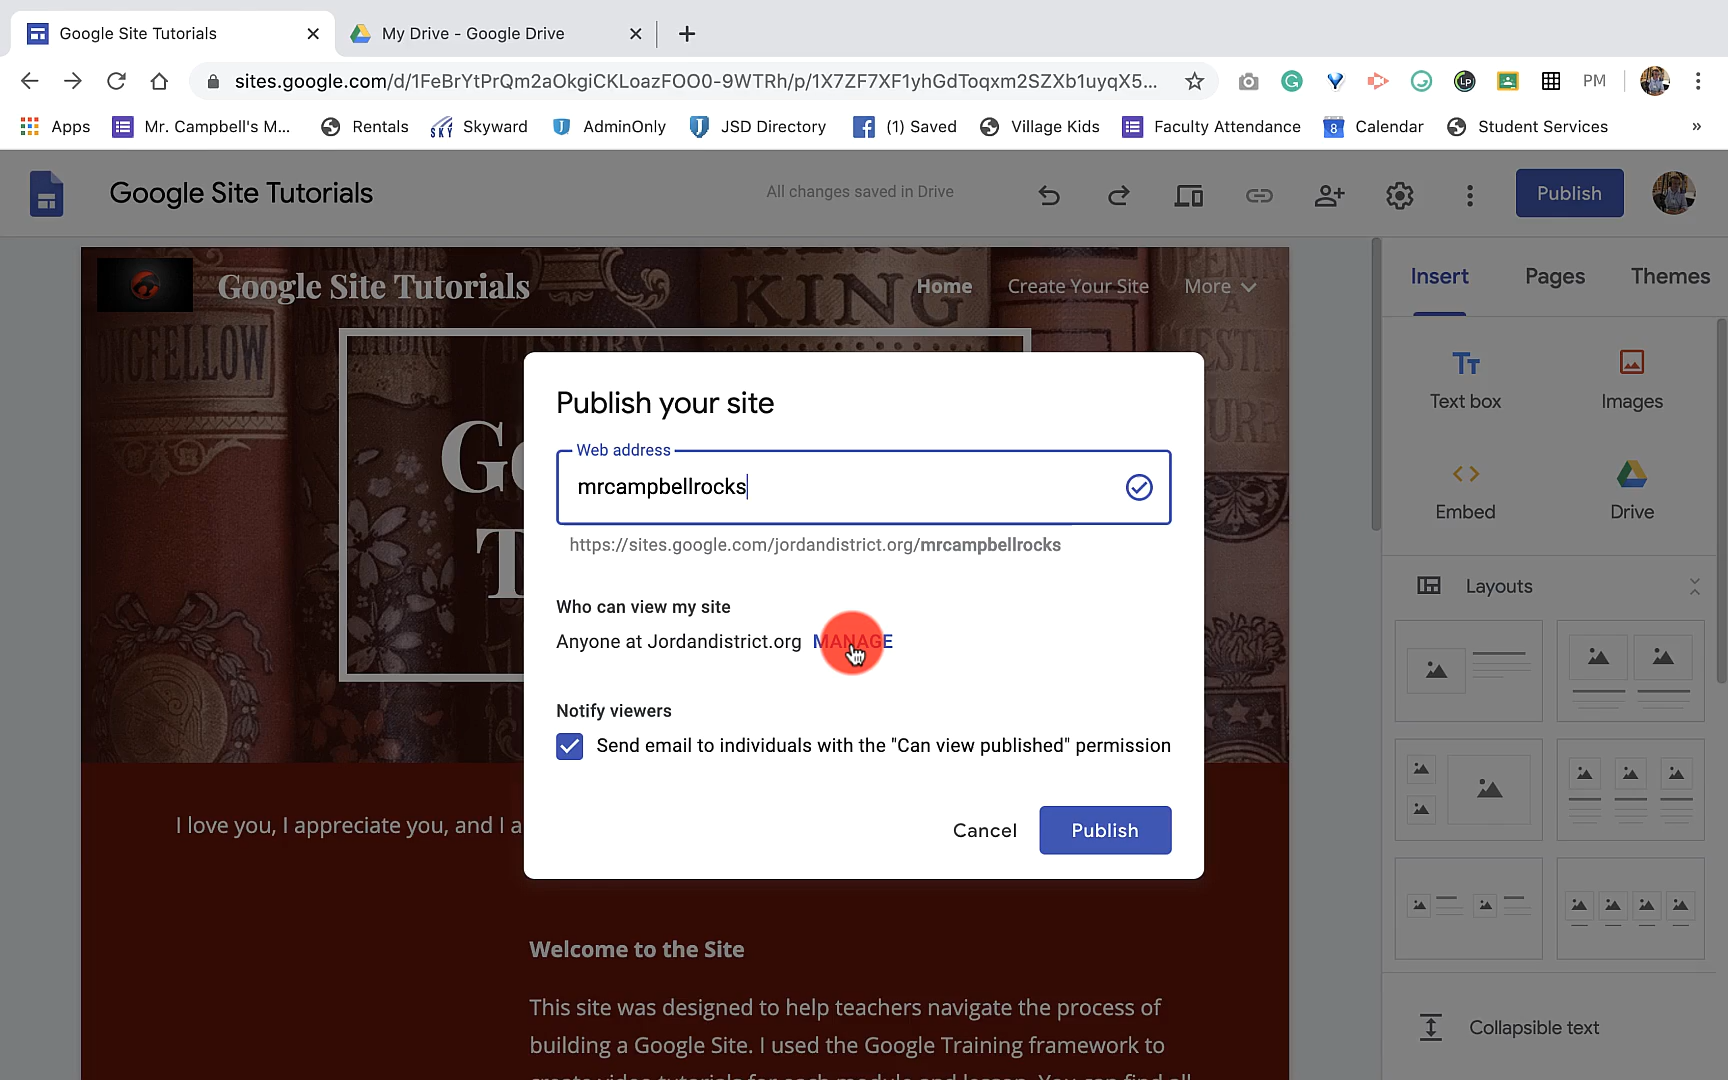 Google Site Tutorials
My Drive - Google Drive
sites.google.com/d/1FeBrYtPrQm2aOkgiCKLoazFOO0-9WTRh/p/1X7ZF7XF1yhGdToqxm2SZXb1uyqX5...
PM
Apps
Mr. Campbell's M...
Rentals
Skyward
AdminOnly
JSD Directory
(1) Saved
Village Kids
Faculty Attendance
Calendar
Student Services
»
Google Site Tutorials
All changes saved in Drive
Publish
Google Site Tutorials
Home
Create Your Site
More
KING
Insert
Pages
Themes
Text box
Images
Embed
Drive
Layouts
Collapsible text
Publish your site
Web address
mrcampbellrocks
https://sites.google.com/jordandistrict.org/mrcampbellrocks
Who can view my site
Anyone at Jordandistrict.org MANAGE
Notify viewers
Send email to individuals with the "Can view published" permission
Cancel
Publish
I love you, I appreciate you, and I a
Welcome to the Site
This site was designed to help teachers navigate the process of
building a Google Site. I used the Google Training framework to